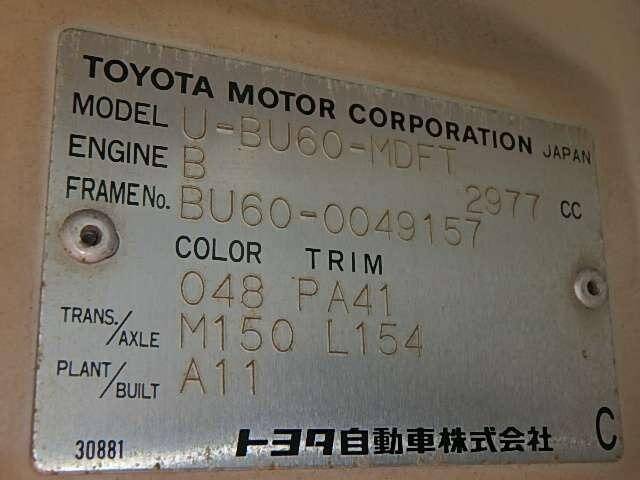 TOYOTA MOTOR CORPORATION JAPAN
MODEL U-BU60-MDFT
ENGINE B 2977 CC
FRAME No. BU60-0049157
COLOR TRIM
048 PA41
TRANS./AXLE M150 L154
PLANT/BUILT A11
30881 トヨタ自動車株式会社 C